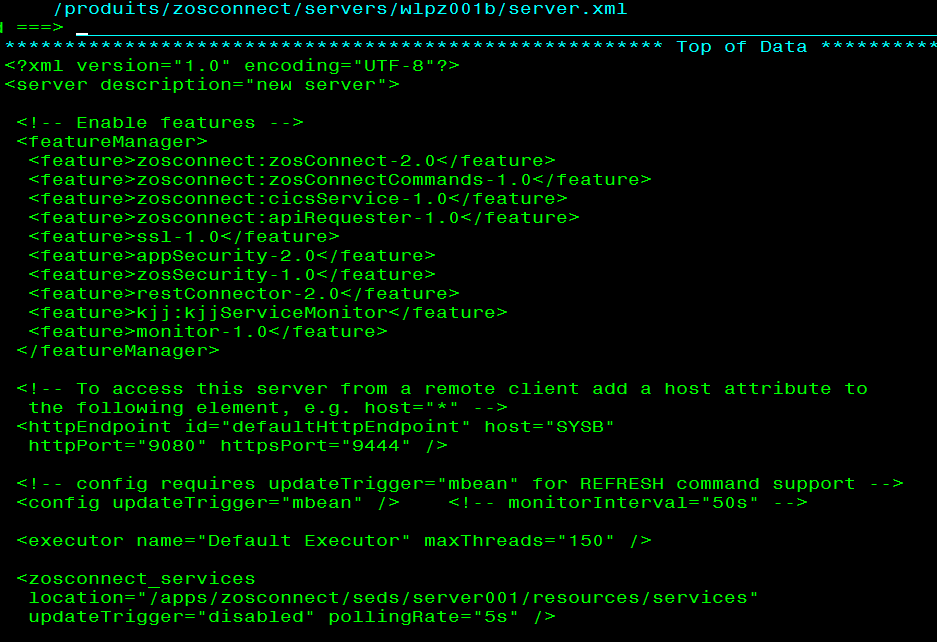 /produits/zosconnect/servers/wlpz001b/server.xml
===> _
******************************************************* Top of Data **********
<?xml version="1.0" encoding="UTF-8"?>
<server description="new server">
<!-- Enable features -->
<featureManager>
<feature>zosconnect:zosConnect-2.0</feature>
<feature>zosconnect:zosConnectCommands-1.0</feature>
<feature>zosconnect:cicsService-1.0</feature>
<feature>zosconnect:apiRequester-1.0</feature>
<feature>ssl-1.0</feature>
<feature>appSecurity-2.0</feature>
<feature>zosSecurity-1.0</feature>
<feature>restConnector-2.0</feature>
<feature>kjj:kjjServiceMonitor</feature>
<feature>monitor-1.0</feature>
</featureManager>
<!-- To access this server from a remote client add a host attribute to
the following element, e.g. host="*" -->
<httpEndpoint id="defaultHttpEndpoint" host="SYSB"
httpPort="9080" httpsPort="9444" />
<!-- config requires updateTrigger="mbean" for REFRESH command support -->
<config updateTrigger="mbean" /> <!-- monitorInterval="50s" -->
<executor name="Default Executor" maxThreads="150" />
<zosconnect_services
location="/apps/zosconnect/seds/server001/resources/services"
updateTrigger="disabled" pollingRate="5s" />